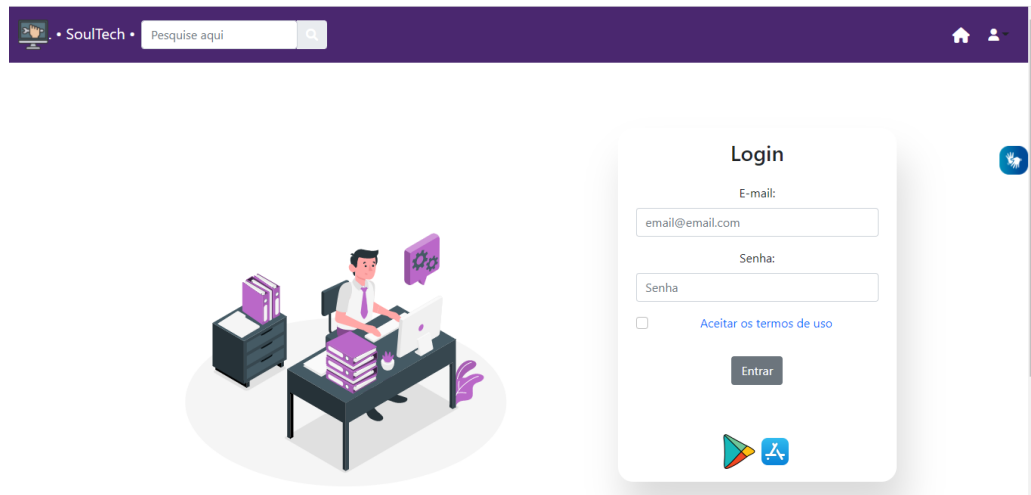 . • SoulTech •
Pesquise aqui
Login
E-mail:
email@email.com
Senha:
Senha
Aceitar os termos de uso
Entrar